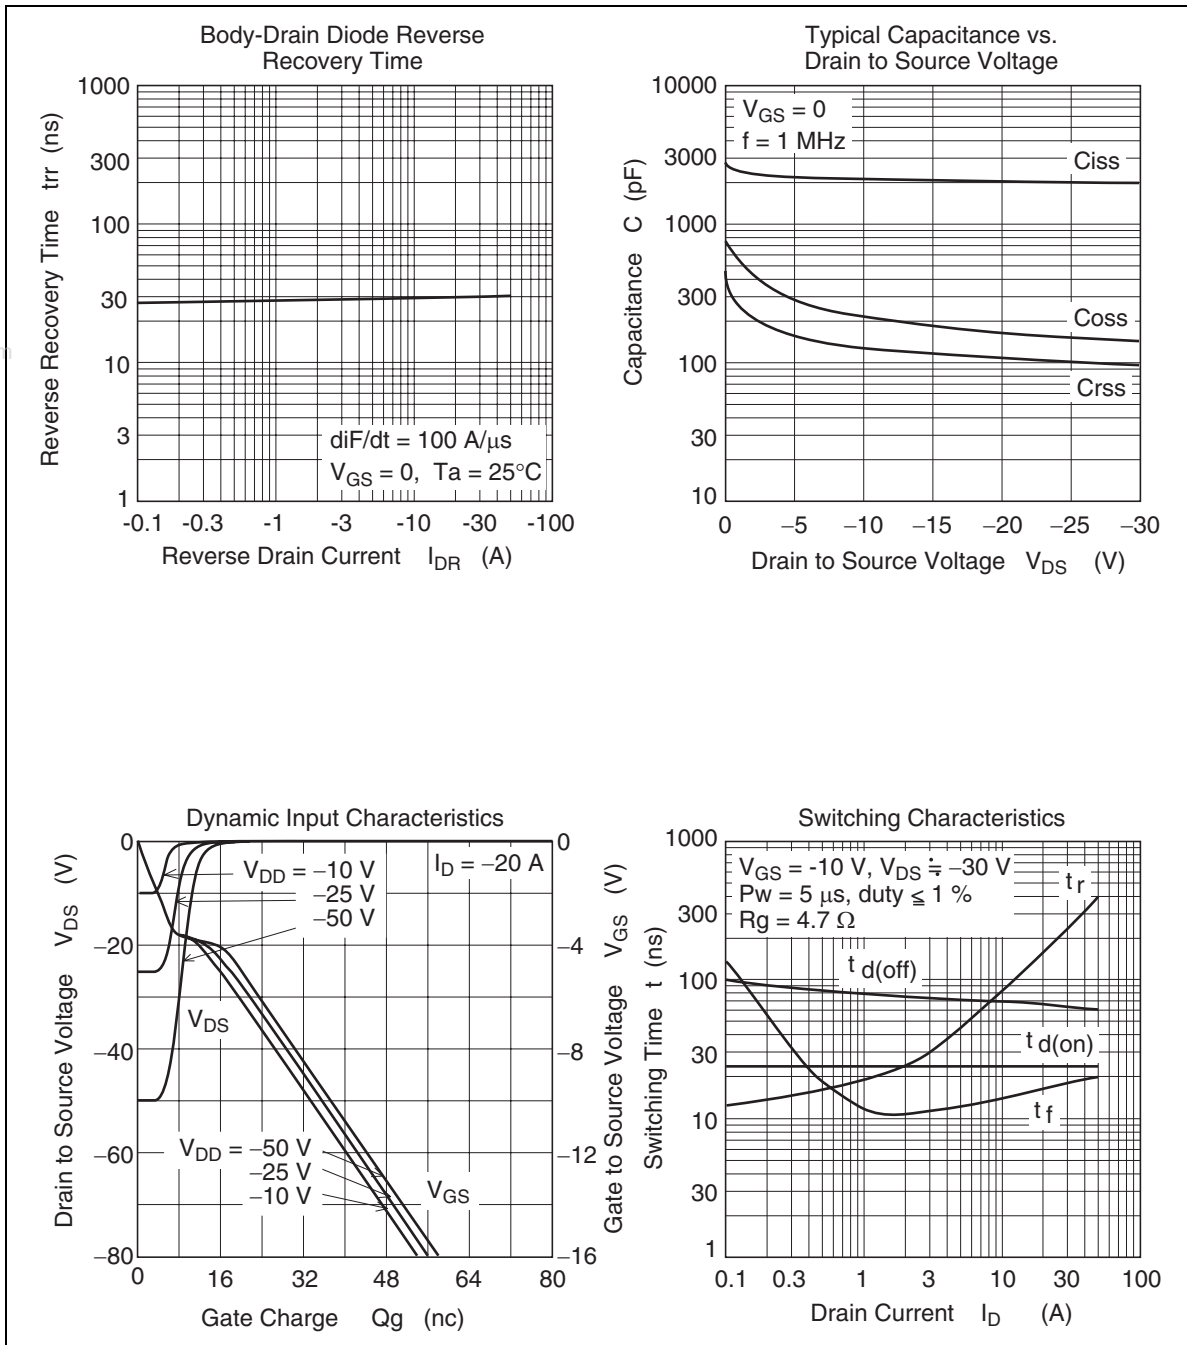 Body-Drain Diode Reverse
Recovery Time
1000
300
100
30
10
3
1
Reverse Recovery Time trr (ns)
diF/dt = 100 A/μs
VGS = 0, Ta = 25°C
-0.1 -0.3 -1 -3 -10 -30 -100
Reverse Drain Current IDR (A)
Typical Capacitance vs.
Drain to Source Voltage
10000
3000
1000
300
100
30
10
Capacitance C (pF)
VGS = 0
f = 1 MHz
Ciss
Coss
Crss
0 −5 −10 −15 −20 −25 −30
Drain to Source Voltage VDS (V)
Dynamic Input Characteristics
0
−20
−40
−60
−80
Drain to Source Voltage VDS (V)
ID = −20 A
VDD = −10 V
−25 V
−50 V
VDS
VDD = −50 V
−25 V
−10 V
VGS
0
−4
−8
−12
−16
Gate to Source Voltage VGS (V)
0 16 32 48 64 80
Gate Charge Qg (nc)
Switching Characteristics
1000
300
100
30
10
30
1
Switching Time t (ns)
VGS = -10 V, VDS ≒ −30 V
Pw = 5 μs, duty ≦ 1 %
Rg = 4.7 Ω
tr
td(off)
td(on)
tf
0.1 0.3 1 3 10 30 100
Drain Current ID (A)